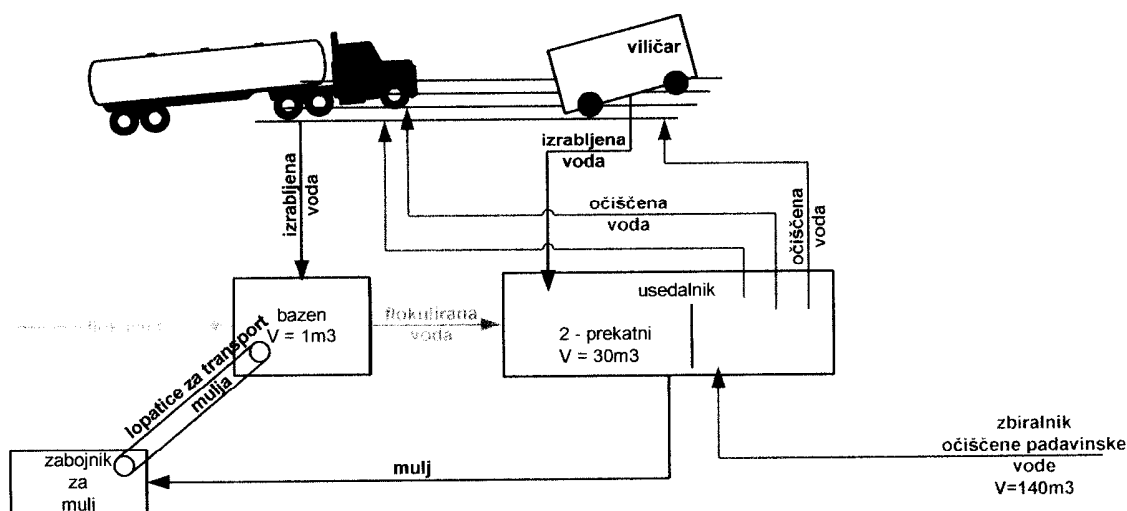 viličar
izrabljena
voda
izrabljena
voda
očiščena
voda
očiščena
voda
usedalnik
bazen
V = 1m3
flokulirana
voda
2 - prekatni
V = 30m3
lopatice za transport
mulja
zbiralnik
očiščene padavinske
vode
V=140m3
mulj
zabojnik
za
mulj